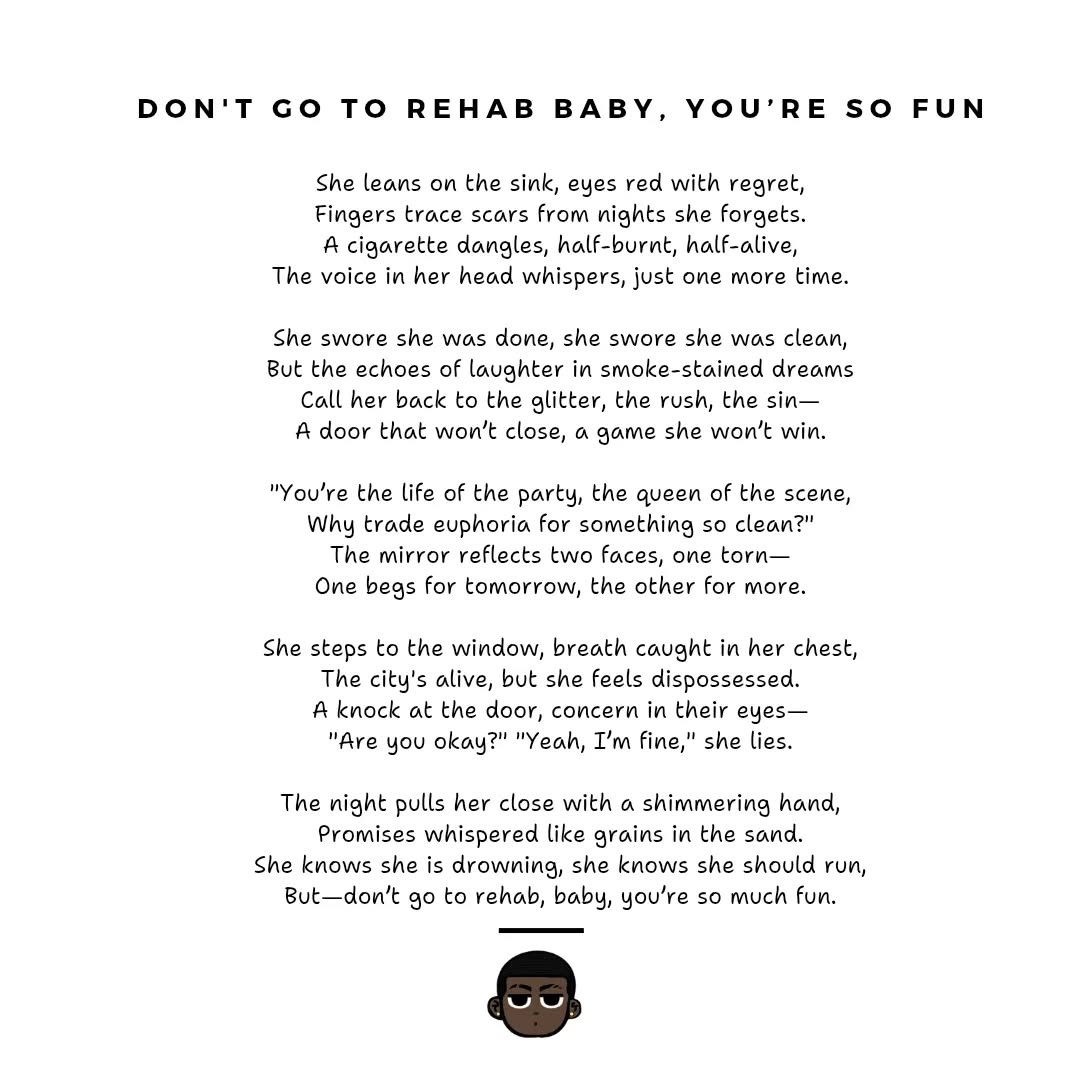 DON'T GO TO REHAB BABY, YOU’RE SO FUN
She leans on the sink, eyes red with regret,
Fingers trace scars from nights she forgets.
A cigarette dangles, half-burnt, half-alive,
The voice in her head whispers, just one more time.
She swore she was done, she swore she was clean,
But the echoes of laughter in smoke-stained dreams
Call her back to the glitter, the rush, the sin—
A door that won’t close, a game she won’t win.
"You’re the life of the party, the queen of the scene,
Why trade euphoria for something so clean?"
The mirror reflects two faces, one torn—
One begs for tomorrow, the other for more.
She steps to the window, breath caught in her chest,
The city's alive, but she feels dispossessed.
A knock at the door, concern in their eyes—
"Are you okay?" "Yeah, I’m fine," she lies.
The night pulls her close with a shimmering hand,
Promises whispered like grains in the sand.
She knows she is drowning, she knows she should run,
But—don’t go to rehab, baby, you’re so much fun.